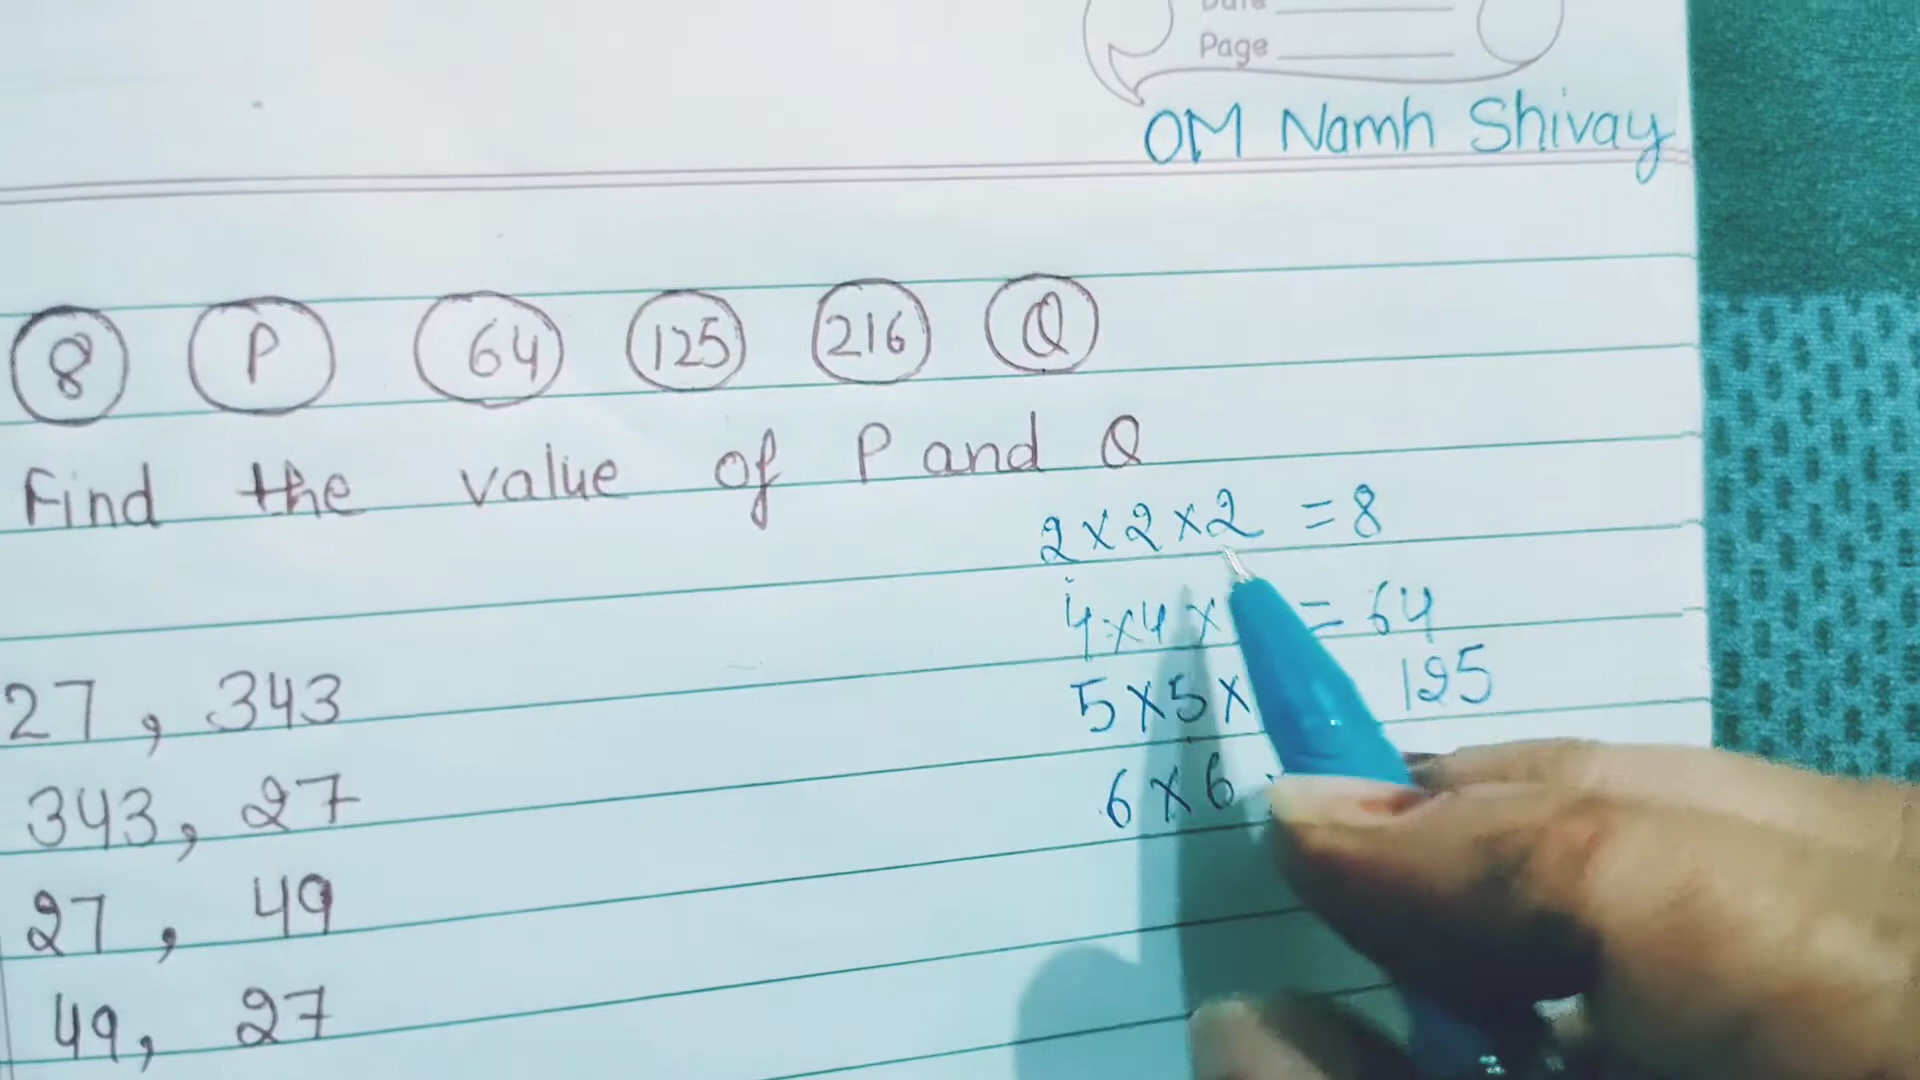 Date
Page
OM Namh Shivay
8 P 64 125 216 Q
Find the value of P and Q
2×2×2 = 8
4×4× = 64
5×5× 125
6×6
27, 343
343, 27
27, 49
49, 27